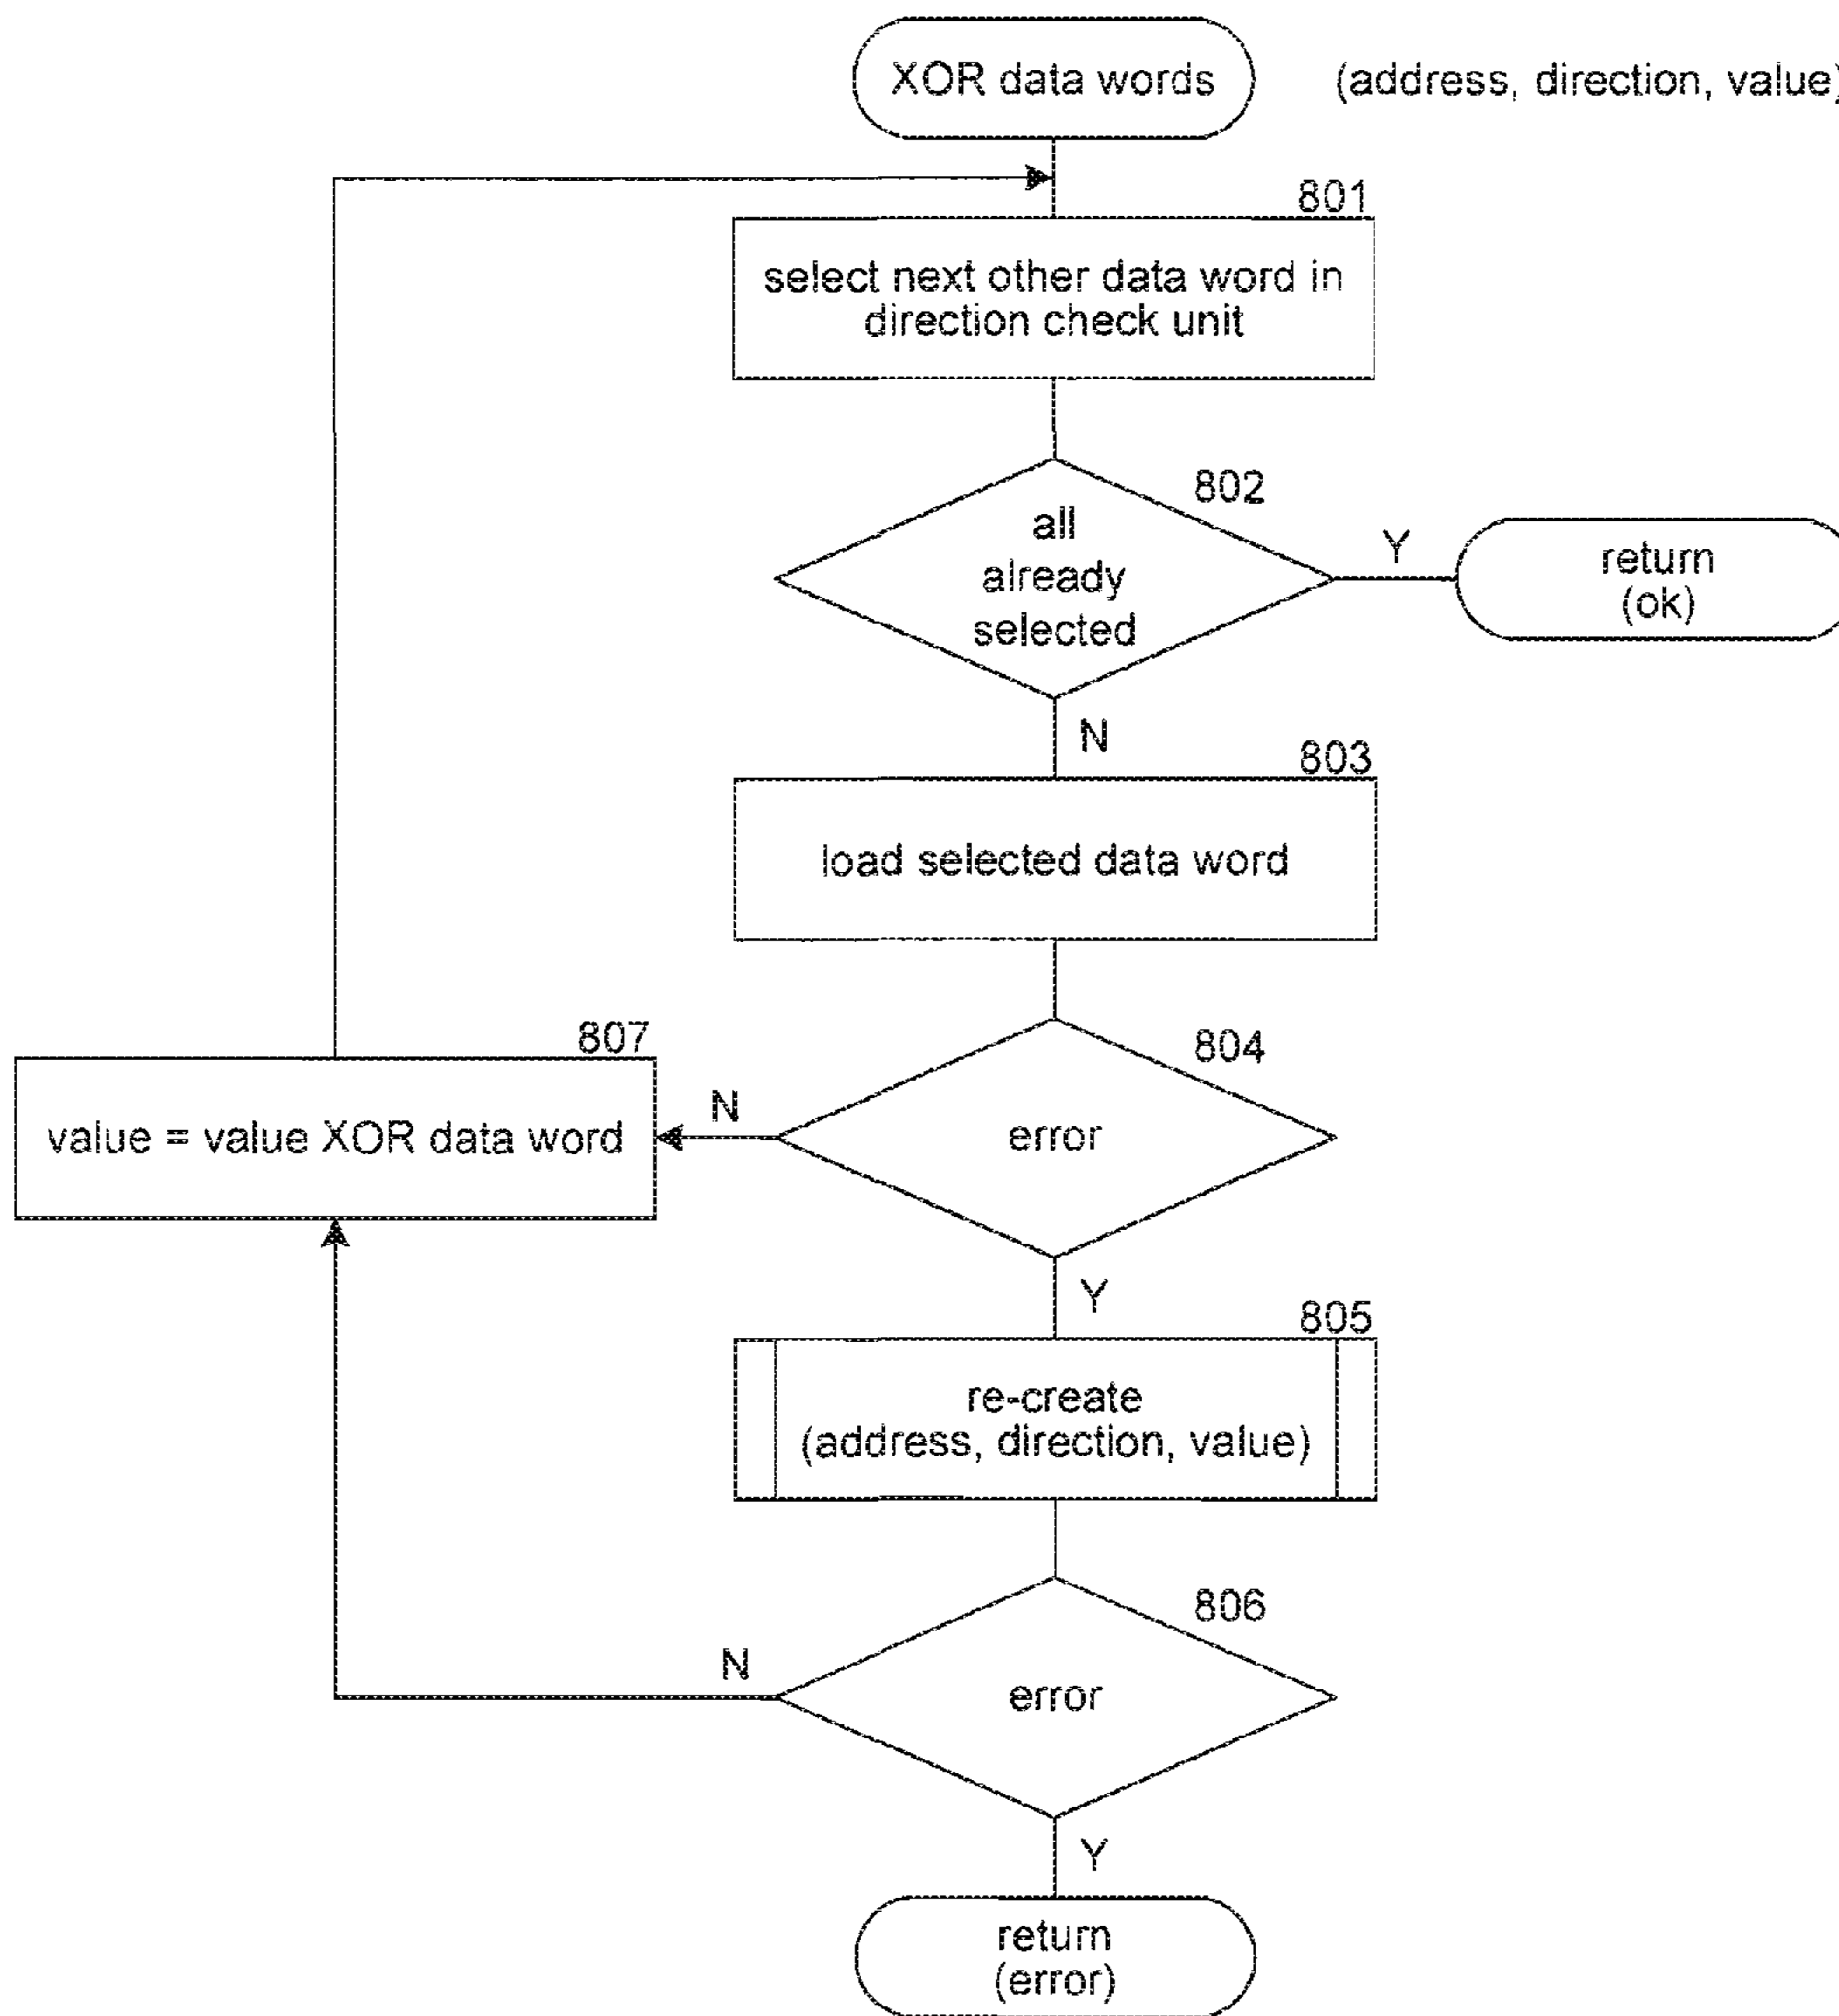 XOR data words
(address, direction, value)
801
select next other data word in
direction check unit
802
all
already
selected
Y
return
(ok)
N
803
load selected data word
807
804
value = value XOR data word
N
error
Y
805
re-create
(address, direction, value)
806
N
error
Y
return
(error)